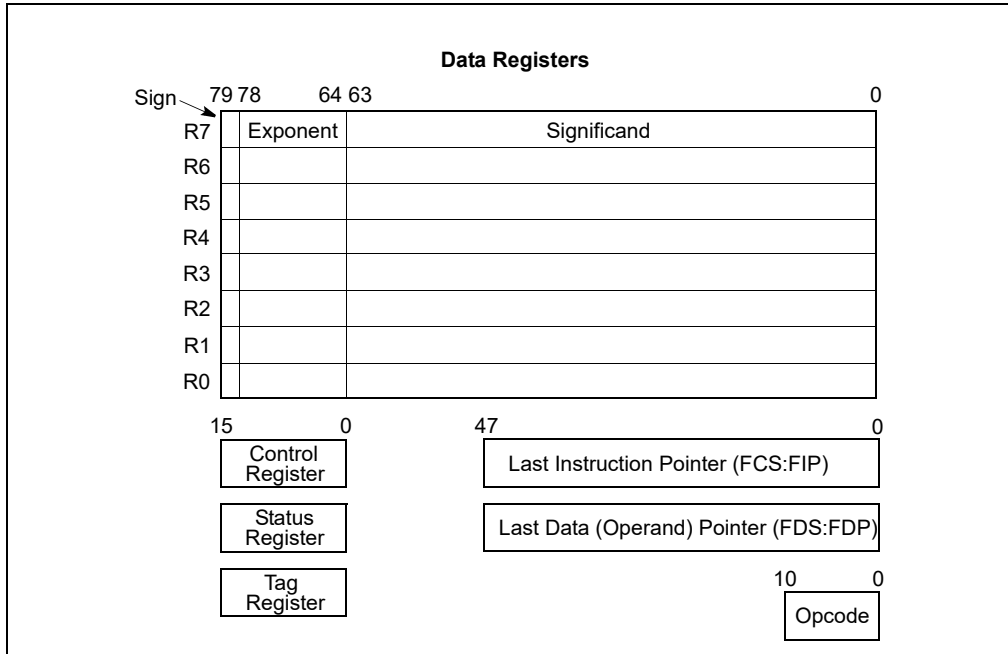 Data Registers
Sign 79 78 64 63 0
R7 Exponent Significand
R6
R5
R4
R3
R2
R1
R0
15 0 47 0
Control
Register
Last Instruction Pointer (FCS:FIP)
Status
Register
Last Data (Operand) Pointer (FDS:FDP)
Tag
Register
10 0
Opcode